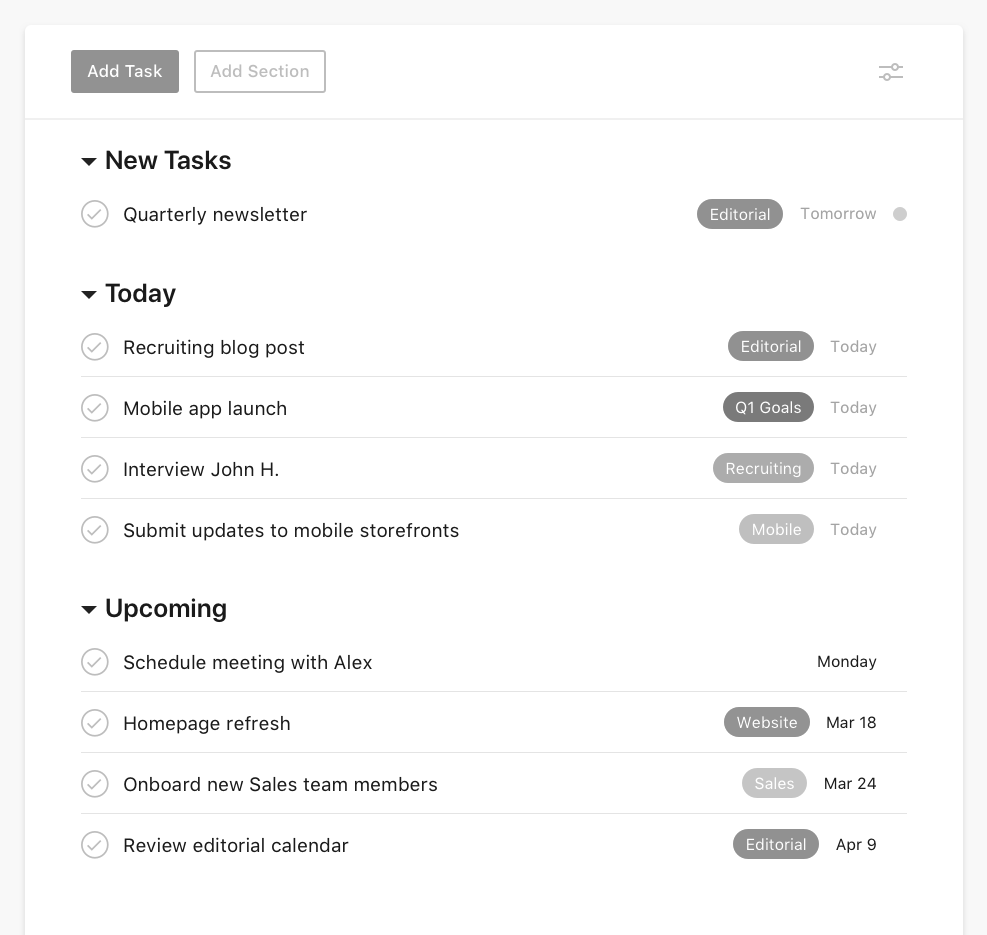 Add Task Add Section
New Tasks
Quarterly newsletter Editorial Tomorrow
Today
Recruiting blog post Editorial Today
Mobile app launch Q1 Goals Today
Interview John H. Recruiting Today
Submit updates to mobile storefronts Mobile Today
Upcoming
Schedule meeting with Alex Monday
Homepage refresh Website Mar 18
Onboard new Sales team members Sales Mar 24
Review editorial calendar Editorial Apr 9